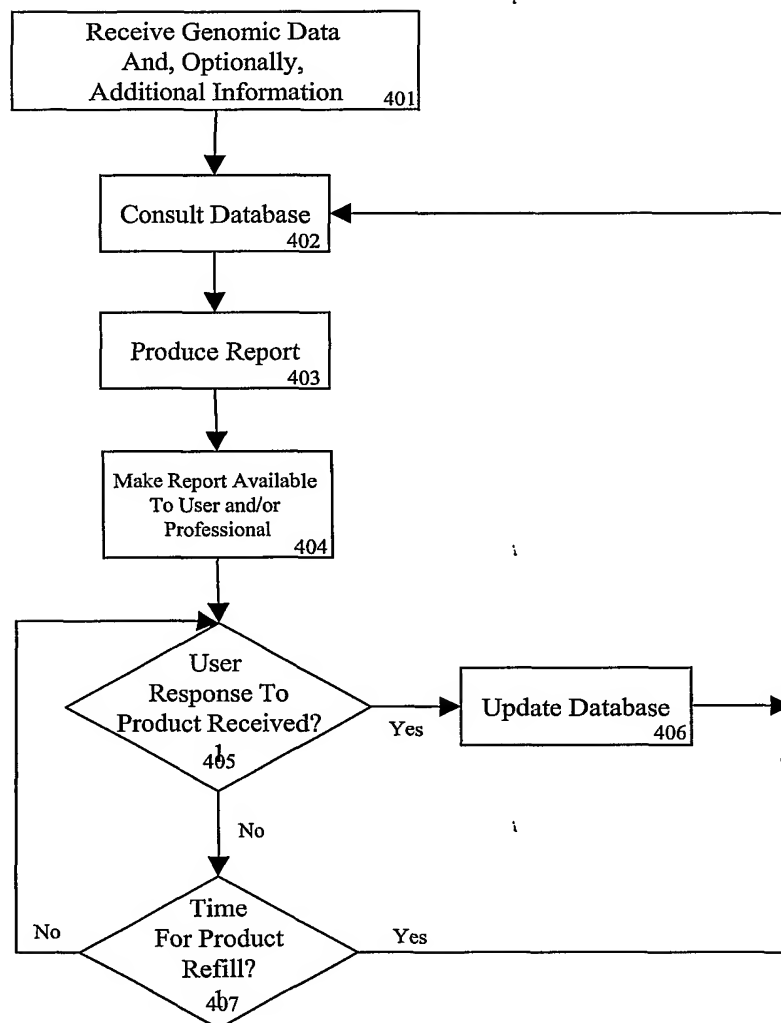 Receive Genomic Data
And, Optionally,
Additional Information
401
Consult Database
402
Produce Report
403
Make Report Available
To User and/or
Professional
404
User
Response To
Product Received?
405
Yes
Update Database
406
No
Time
For Product
Refill?
407
No
Yes